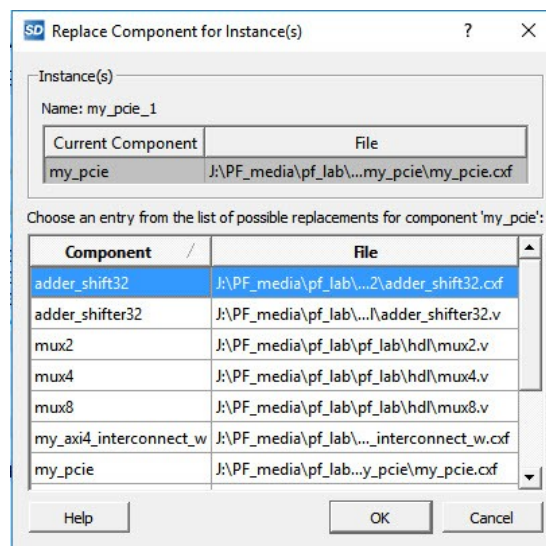 SD Replace Component for Instance(s) ?
Instance(s)
Name: my_pcie_1
Current Component File
my_pcie J:\PF_media\pf_lab\...my_pcie\my_pcie.cxf
Choose an entry from the list of possible replacements for component 'my_pcie':
Component File
adder_shift32 J:\PF_media\pf_lab\...2\adder_shift32.cxf
adder_shifter32 J:\PF_media\pf_lab\...l\adder_shifter32.v
mux2 J:\PF_media\pf_lab\pf_lab\hdl\mux2.v
mux4 J:\PF_media\pf_lab\pf_lab\hdl\mux4.v
mux8 J:\PF_media\pf_lab\pf_lab\hdl\mux8.v
my_axi4_interconnect_w J:\PF_media\pf_lab\..._interconnect_w.cxf
my_pcie J:\PF_media\pf_lab...y_pcie\my_pcie.cxf
Help OK Cancel